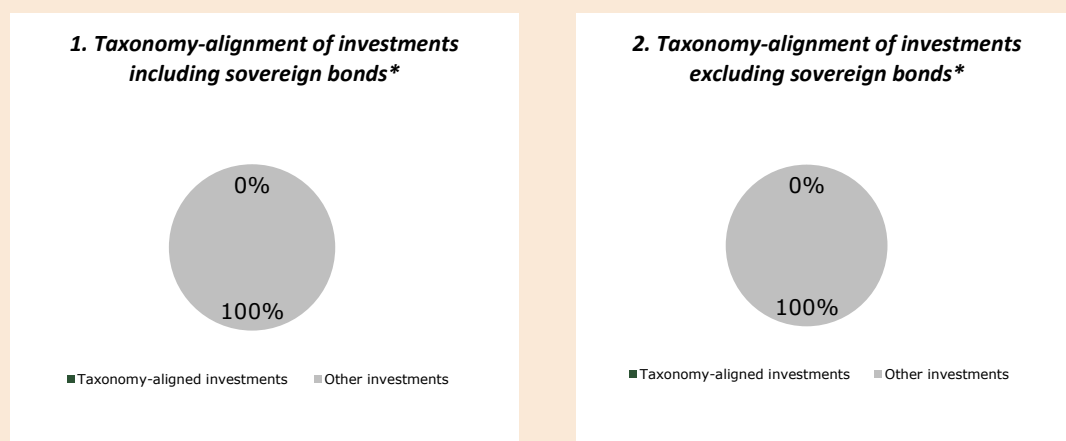 1. Taxonomy-alignment of investments
including sovereign bonds*
0%
100%
Taxonomy-aligned investments
Other investments
2. Taxonomy-alignment of investments
excluding sovereign bonds*
0%
100%
Taxonomy-aligned investments
Other investments